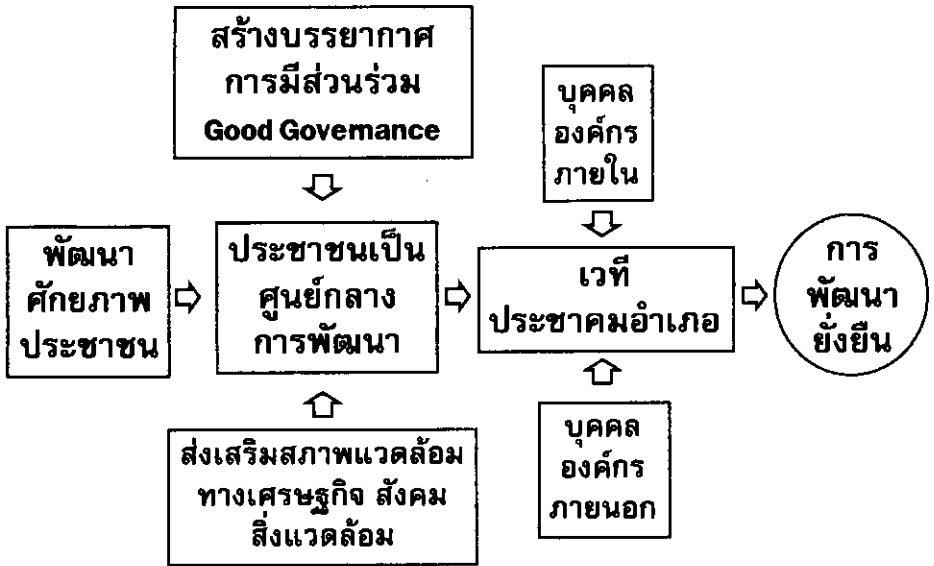 สร้างบรรยากาศ
การมีส่วนร่วม
Good Governance
บุคคล
องค์กร
ภายใน
พัฒนา
ศักยภาพ
ประชาชน
ประชาชนเป็น
ศูนย์กลาง
การพัฒนา
เวที
ประชาคมอำเภอ
การ
พัฒนา
ยั่งยืน
ส่งเสริมสภาพแวดล้อม
ทางเศรษฐกิจ สังคม
สิ่งแวดล้อม
บุคคล
องค์กร
ภายนอก